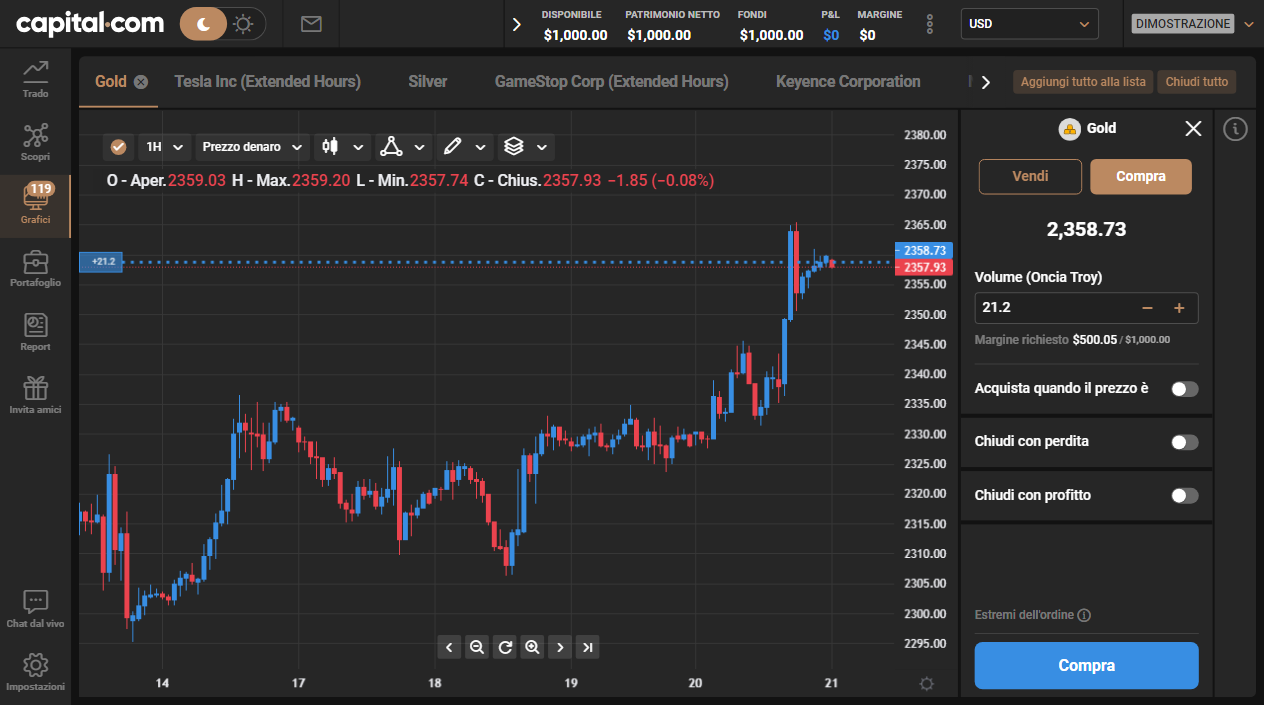 capital.com
DISPONIBILE PATRIMONIO NETTO FONDI P&L MARGINE
$1,000.00 $1,000.00 $1,000.00 $0 $0
USD
DIMOSTRAZIONE
Trado
Scopri
119
Grafici
Portafoglio
Report
Invita amici
Chat dal vivo
Impostazioni
Gold Tesla Inc (Extended Hours) Silver GameStop Corp (Extended Hours) Keyence Corporation
Aggiungi tutto alla lista Chiudi tutto
1H Prezzo denaro
O - Aper.2359.03 H - Max.2359.20 L - Min.2357.74 C - Chius.2357.93 −1.85 (−0.08%)
+21.2
2380.00
2375.00
2370.00
2365.00
2358.73
2357.93
2355.00
2350.00
2345.00
2340.00
2335.00
2330.00
2325.00
2320.00
2315.00
2310.00
2305.00
2300.00
2295.00
14 17 18 19 20 21
Gold
Vendi Compra
2,358.73
Volume (Oncia Troy)
21.2 − +
Margine richiesto $500.05 / $1,000.00
Acquista quando il prezzo è
Chiudi con perdita
Chiudi con profitto
Estremi dell'ordine
Compra